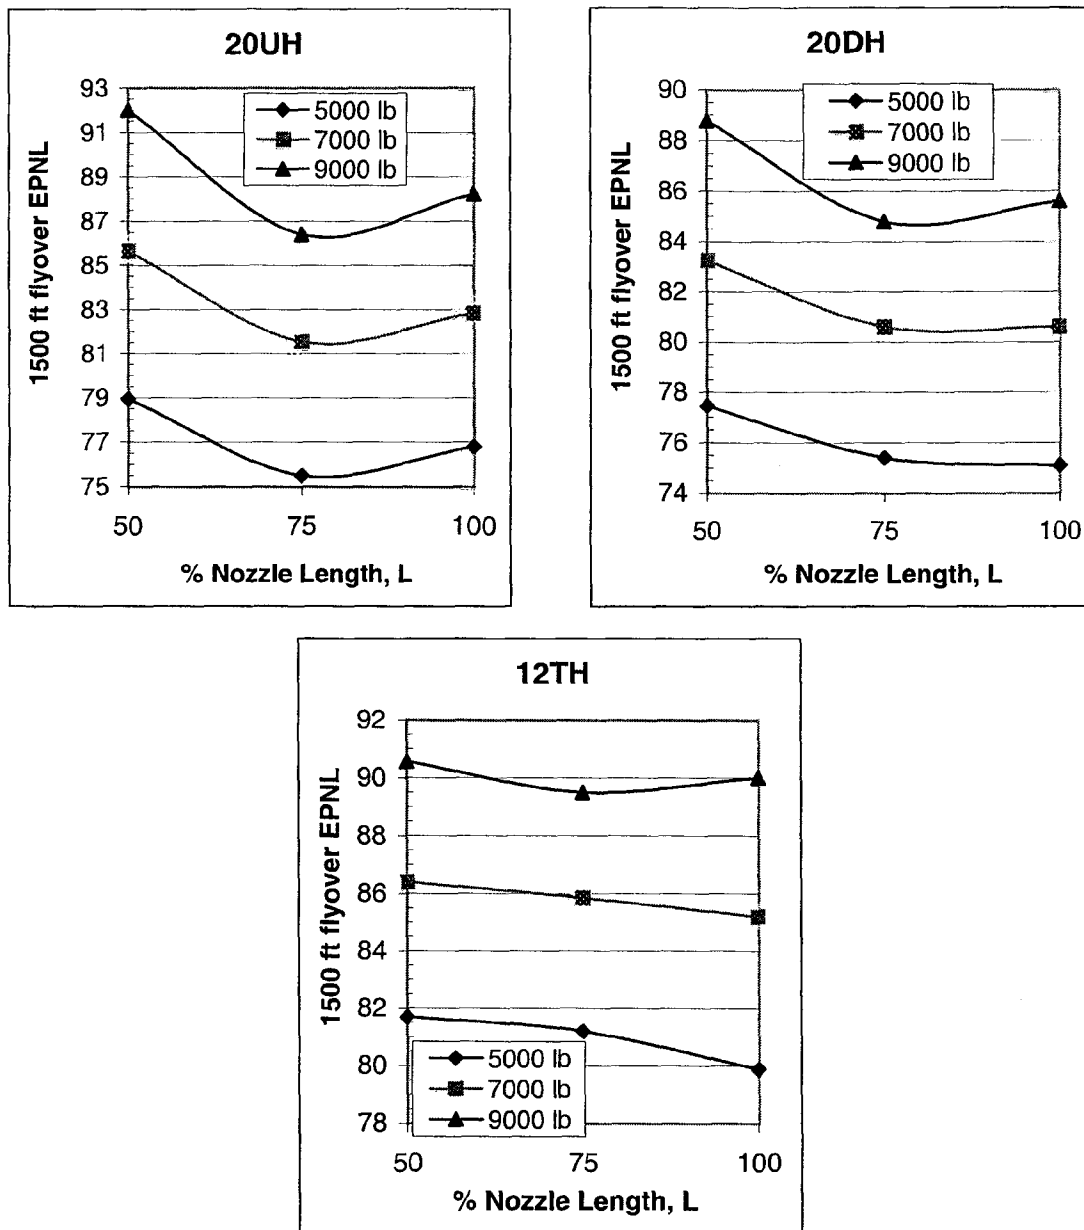 20UH
93
91
89
87
85
83
81
79
77
75
1500 ft flyover EPNL
5000 lb
7000 lb
9000 lb
50 75 100
% Nozzle Length, L
20DH
90
88
86
84
82
80
78
76
74
1500 ft flyover EPNL
5000 lb
7000 lb
9000 lb
50 75 100
% Nozzle Length, L
12TH
92
90
88
86
84
82
80
78
1500 ft flyover EPNL
5000 lb
7000 lb
9000 lb
50 75 100
% Nozzle Length, L